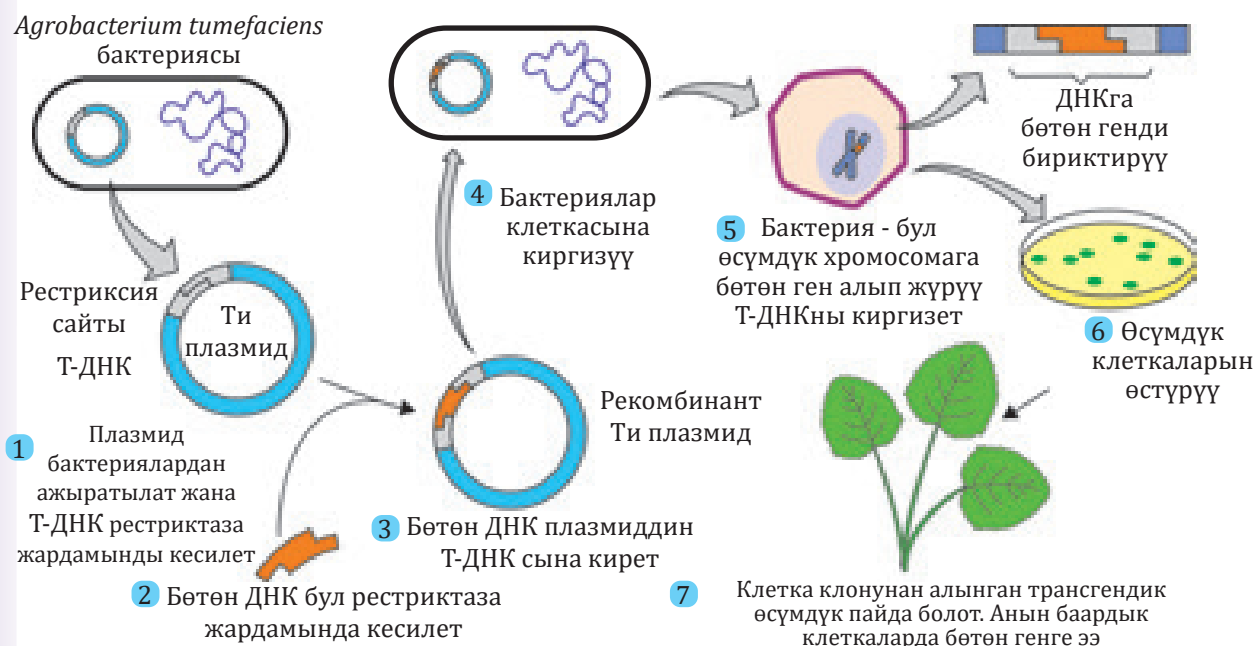 Agrobacterium tumefaciens
бактериясы
Рестриксия
сайты
Т-ДНК
Ти
плазмид
1 Плазмид
бактериялардан
ажыратылат жана
Т-ДНК рестриктаза
жардамынды кесилет
2 Бөтөн ДНК бул рестриктаза
жардамында кесилет
3 Бөтөн ДНК плазмиддин
Т-ДНК сына кирет
Рекомбинант
Ти плазмид
4 Бактериялар
клеткасына
киргизүү
5 Бактерия - бул
өсүмдүк хромосомага
бөтөн ген алып жүрүү
Т-ДНКны киргизет
ДНКга
бөтөн генди
бириктирүү
6 Өсүмдүк
клеткаларын
өстүрүү
7 Клетка клонунан алынган трансгендик
өсүмдүк пайда болот. Анын баардык
клеткаларда бөтөн генге ээ